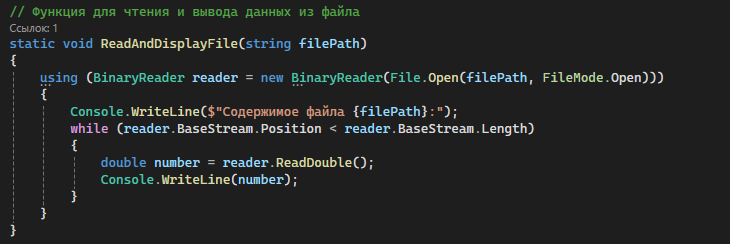 // Функция для чтения и вывода данных из файла
Ссылок: 1
static void ReadAndDisplayFile(string filePath)
{
    using (BinaryReader reader = new BinaryReader(File.Open(filePath, FileMode.Open)))
    {
        Console.WriteLine($"Содержимое файла {filePath}:");
        while (reader.BaseStream.Position < reader.BaseStream.Length)
        {
            double number = reader.ReadDouble();
            Console.WriteLine(number);
        }
    }
}